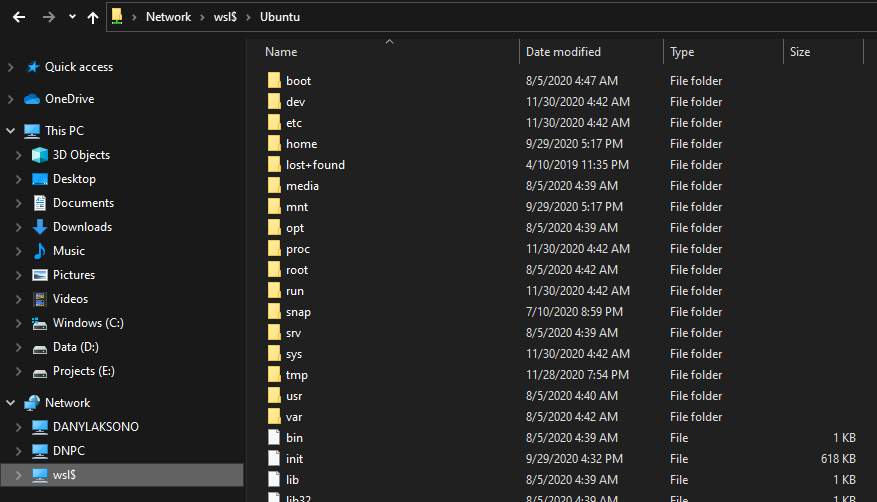 Network > wsl$ > Ubuntu
Name Date modified Type Size
Quick access
OneDrive
This PC
3D Objects
Desktop
Documents
Downloads
Music
Pictures
Videos
Windows (C:)
Data (D:)
Projects (E:)
Network
DANYLAKSONO
DNPC
wsl$
boot 8/5/2020 4:47 AM File folder
dev 11/30/2020 4:42 AM File folder
etc 11/30/2020 4:42 AM File folder
home 9/29/2020 5:17 PM File folder
lost+found 4/10/2019 11:35 PM File folder
media 8/5/2020 4:39 AM File folder
mnt 9/29/2020 5:17 PM File folder
opt 8/5/2020 4:39 AM File folder
proc 11/30/2020 4:42 AM File folder
root 8/5/2020 4:42 AM File folder
run 11/30/2020 4:42 AM File folder
snap 7/10/2020 8:59 PM File folder
srv 8/5/2020 4:39 AM File folder
sys 11/30/2020 4:42 AM File folder
tmp 11/28/2020 7:54 PM File folder
usr 8/5/2020 4:40 AM File folder
var 8/5/2020 4:42 AM File folder
bin 8/5/2020 4:39 AM File 1 KB
init 9/29/2020 4:32 PM File 618 KB
lib 8/5/2020 4:39 AM File 1 KB
lib32 8/5/2020 4:39 AM File 1 KB